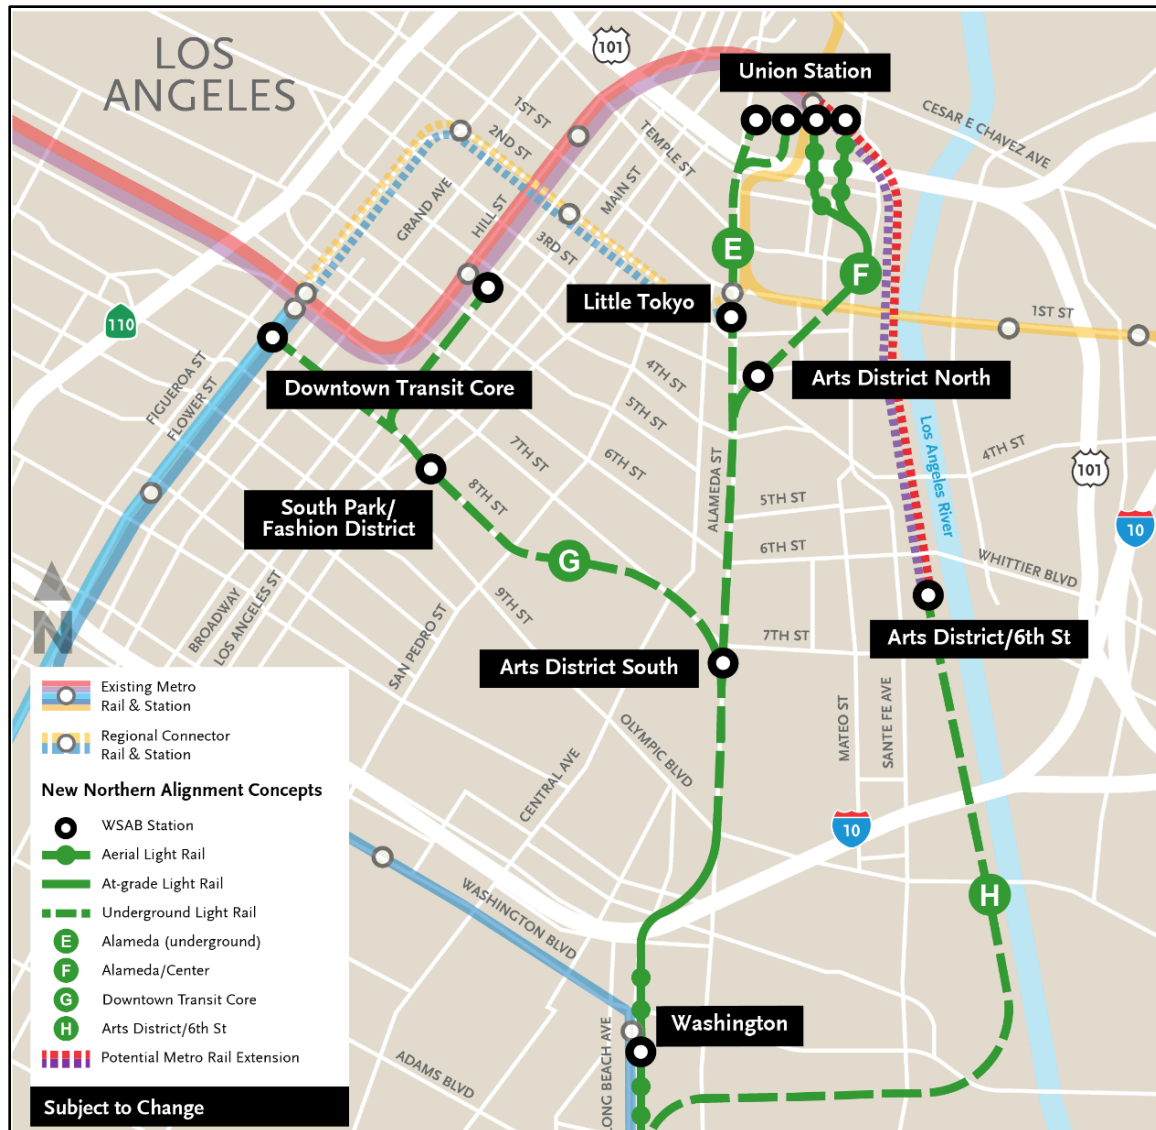 LOS
ANGELES
101
Union Station
CESAR E CHAVEZ AVE
1ST ST
2ND ST
TEMPLE ST
MAIN ST
GRAND AVE
HILL ST
3RD ST
E
F
Little Tokyo
1ST ST
110
FIGUEROA ST
FLOWER ST
Downtown Transit Core
4TH ST
Arts District North
5TH ST
7TH ST
6TH ST
ALAMEDA ST
Los Angeles River
4TH ST
101
8TH ST
South Park/
Fashion District
5TH ST
10
6TH ST
WHITTIER BLVD
G
N
BROADWAY
LOS ANGELES ST
9TH ST
SAN PEDRO ST
7TH ST
Arts District/6th St
Arts District South
MATEO ST
SANTE FE AVE
OLYMPIC BLVD
CENTRAL AVE
10
WASHINGTON BLVD
H
Washington
LONG BEACH AVE
ADAMS BLVD
Existing Metro
Rail & Station
Regional Connector
Rail & Station
New Northern Alignment Concepts
WSAB Station
Aerial Light Rail
At-grade Light Rail
Underground Light Rail
E Alameda (underground)
F Alameda/Center
G Downtown Transit Core
H Arts District/6th St
Potential Metro Rail Extension
Subject to Change